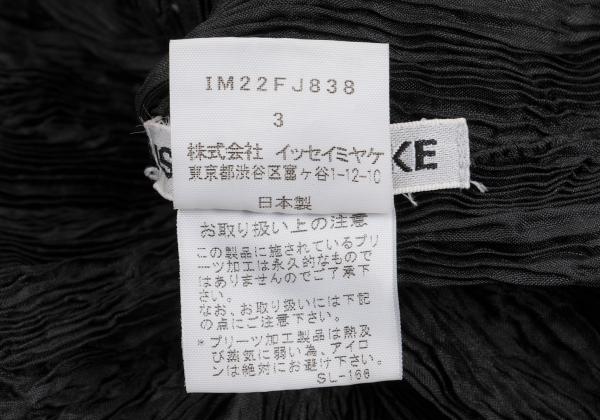 IM22FJ838
3
株式会社 イッセイミヤケ
東京都渋谷区富ヶ谷1-12-10
日本製
KE
お取り扱い上の注意
この製品に施されているプリ
ーツ加工は永久的なもので
はありませんのでご了承下
さい。
なお、お取り扱いには下記
の点にご注意下さい。
* プリーツ加工製品は熱及
び蒸気に弱い為、アイロ
ンは絶対にお避け下さい。
SL-166